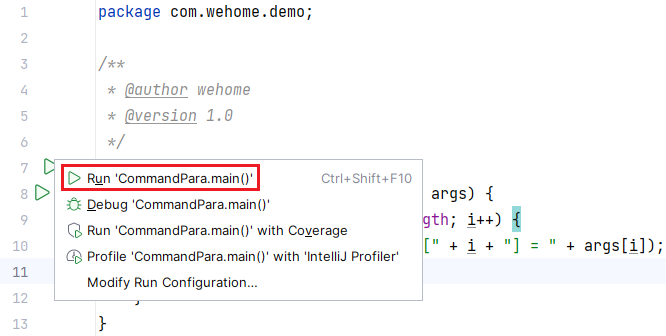 1 package com.wehome.demo;
2
3
4 /**
 * @author wehome
5 * @version 1.0
6 */
7
Run 'CommandPara.main()' Ctrl+Shift+F10
8 args) {
Debug 'CommandPara.main()'
9 gth; i++) {
Run 'CommandPara.main()' with Coverage
10 [" + i + "] = " + args[i]);
Profile 'CommandPara.main()' with 'IntelliJ Profiler'
11
Modify Run Configuration...
12 }
13 }